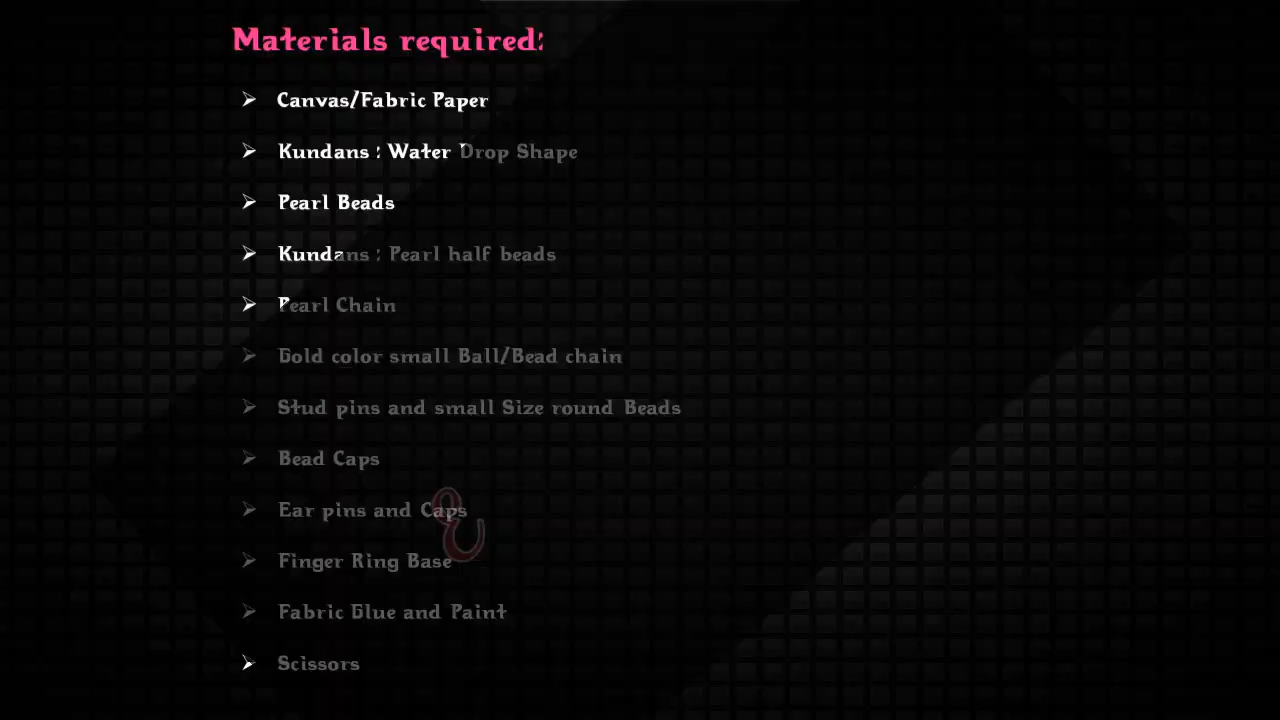 Materials required:
➢ Canvas/Fabric Paper
➢ Kundans : Water Drop Shape
➢ Pearl Beads
➢ Kundans : Pearl half beads
➢ Pearl Chain
➢ Gold color small Ball/Bead chain
➢ Stud pins and small Size round Beads
➢ Bead Caps
➢ Ear pins and Caps
➢ Finger Ring Base
➢ Fabric Glue and Paint
➢ Scissors